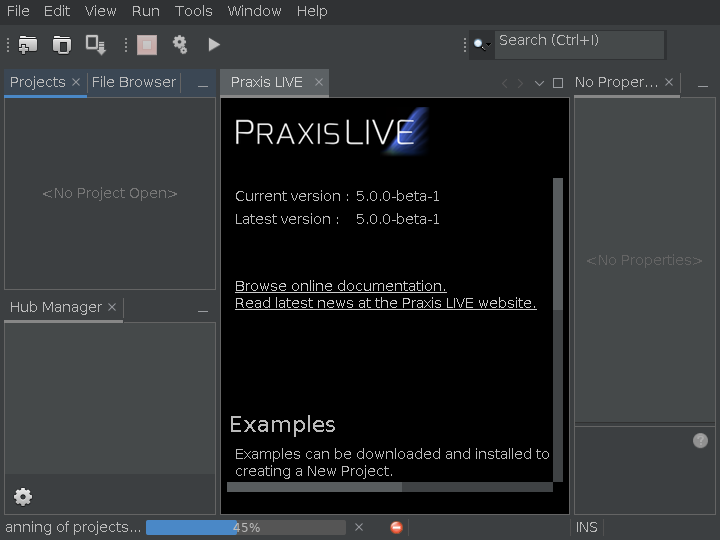 File Edit View Run Tools Window Help
Search (Ctrl+I)
Projects File Browser
Praxis LIVE
No Proper...
PRAXIS LIVE
<No Project Open>
Current version : 5.0.0-beta-1
Latest version : 5.0.0-beta-1
<No Properties>
Browse online documentation.
Read latest news at the Praxis LIVE website.
Hub Manager
Examples
Examples can be downloaded and installed to
creating a New Project.
anning of projects... 45% INS